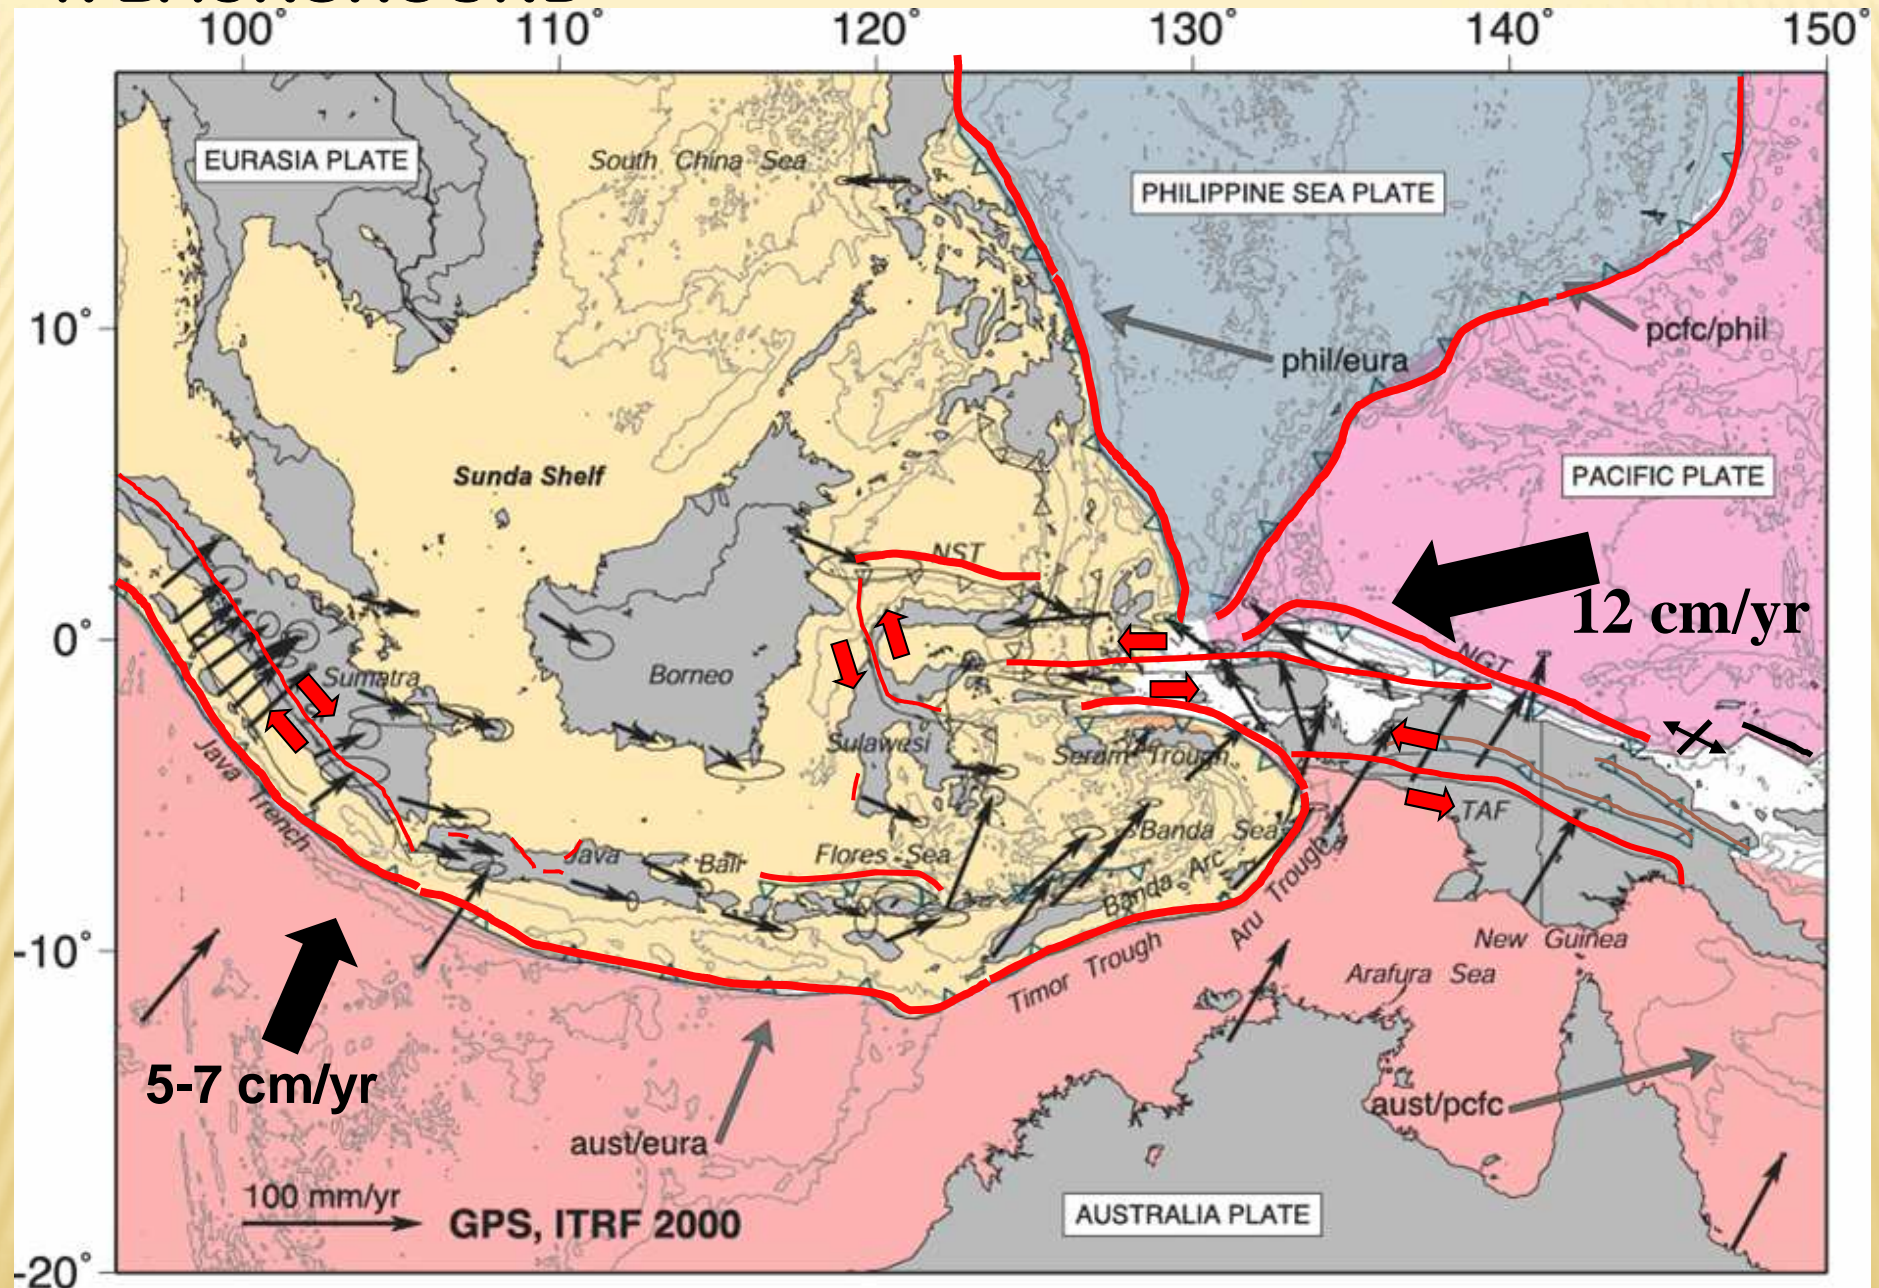 100° 110° 120° 130° 140° 150°
EURASIA PLATE
South China Sea
PHILIPPINE SEA PLATE
10°
phil/eura
pcfc/phil
Sunda Shelf
PACIFIC PLATE
NST
12 cm/yr
0°
NGT
Sumatra
Borneo
Java Trench
Sulawesi
Seram Trough
TAF
Banda Sea
Java
Bali
Flores Sea
Banda Arc
Aru Trough
New Guinea
-10°
Timor Trough
Arafura Sea
5-7 cm/yr
aust/eura
aust/pcfc
100 mm/yr
GPS, ITRF 2000
AUSTRALIA PLATE
-20°